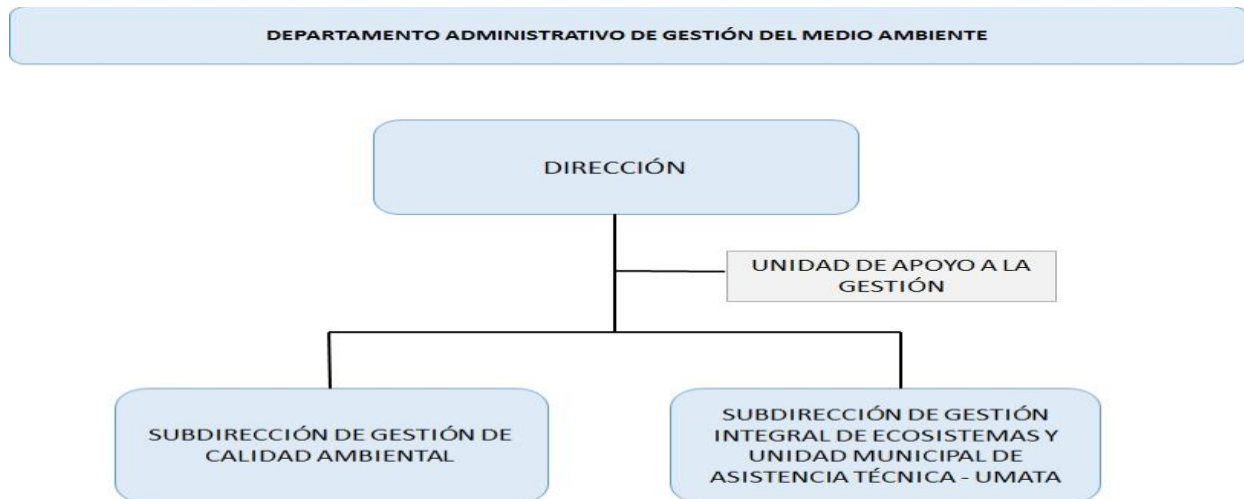 DEPARTAMENTO ADMINISTRATIVO DE GESTIÓN DEL MEDIO AMBIENTE
DIRECCIÓN
UNIDAD DE APOYO A LA
GESTIÓN
SUBDIRECCIÓN DE GESTIÓN DE
CALIDAD AMBIENTAL
SUBDIRECCIÓN DE GESTIÓN
INTEGRAL DE ECOSISTEMAS Y
UNIDAD MUNICIPAL DE
ASISTENCIA TÉCNICA - UMATA